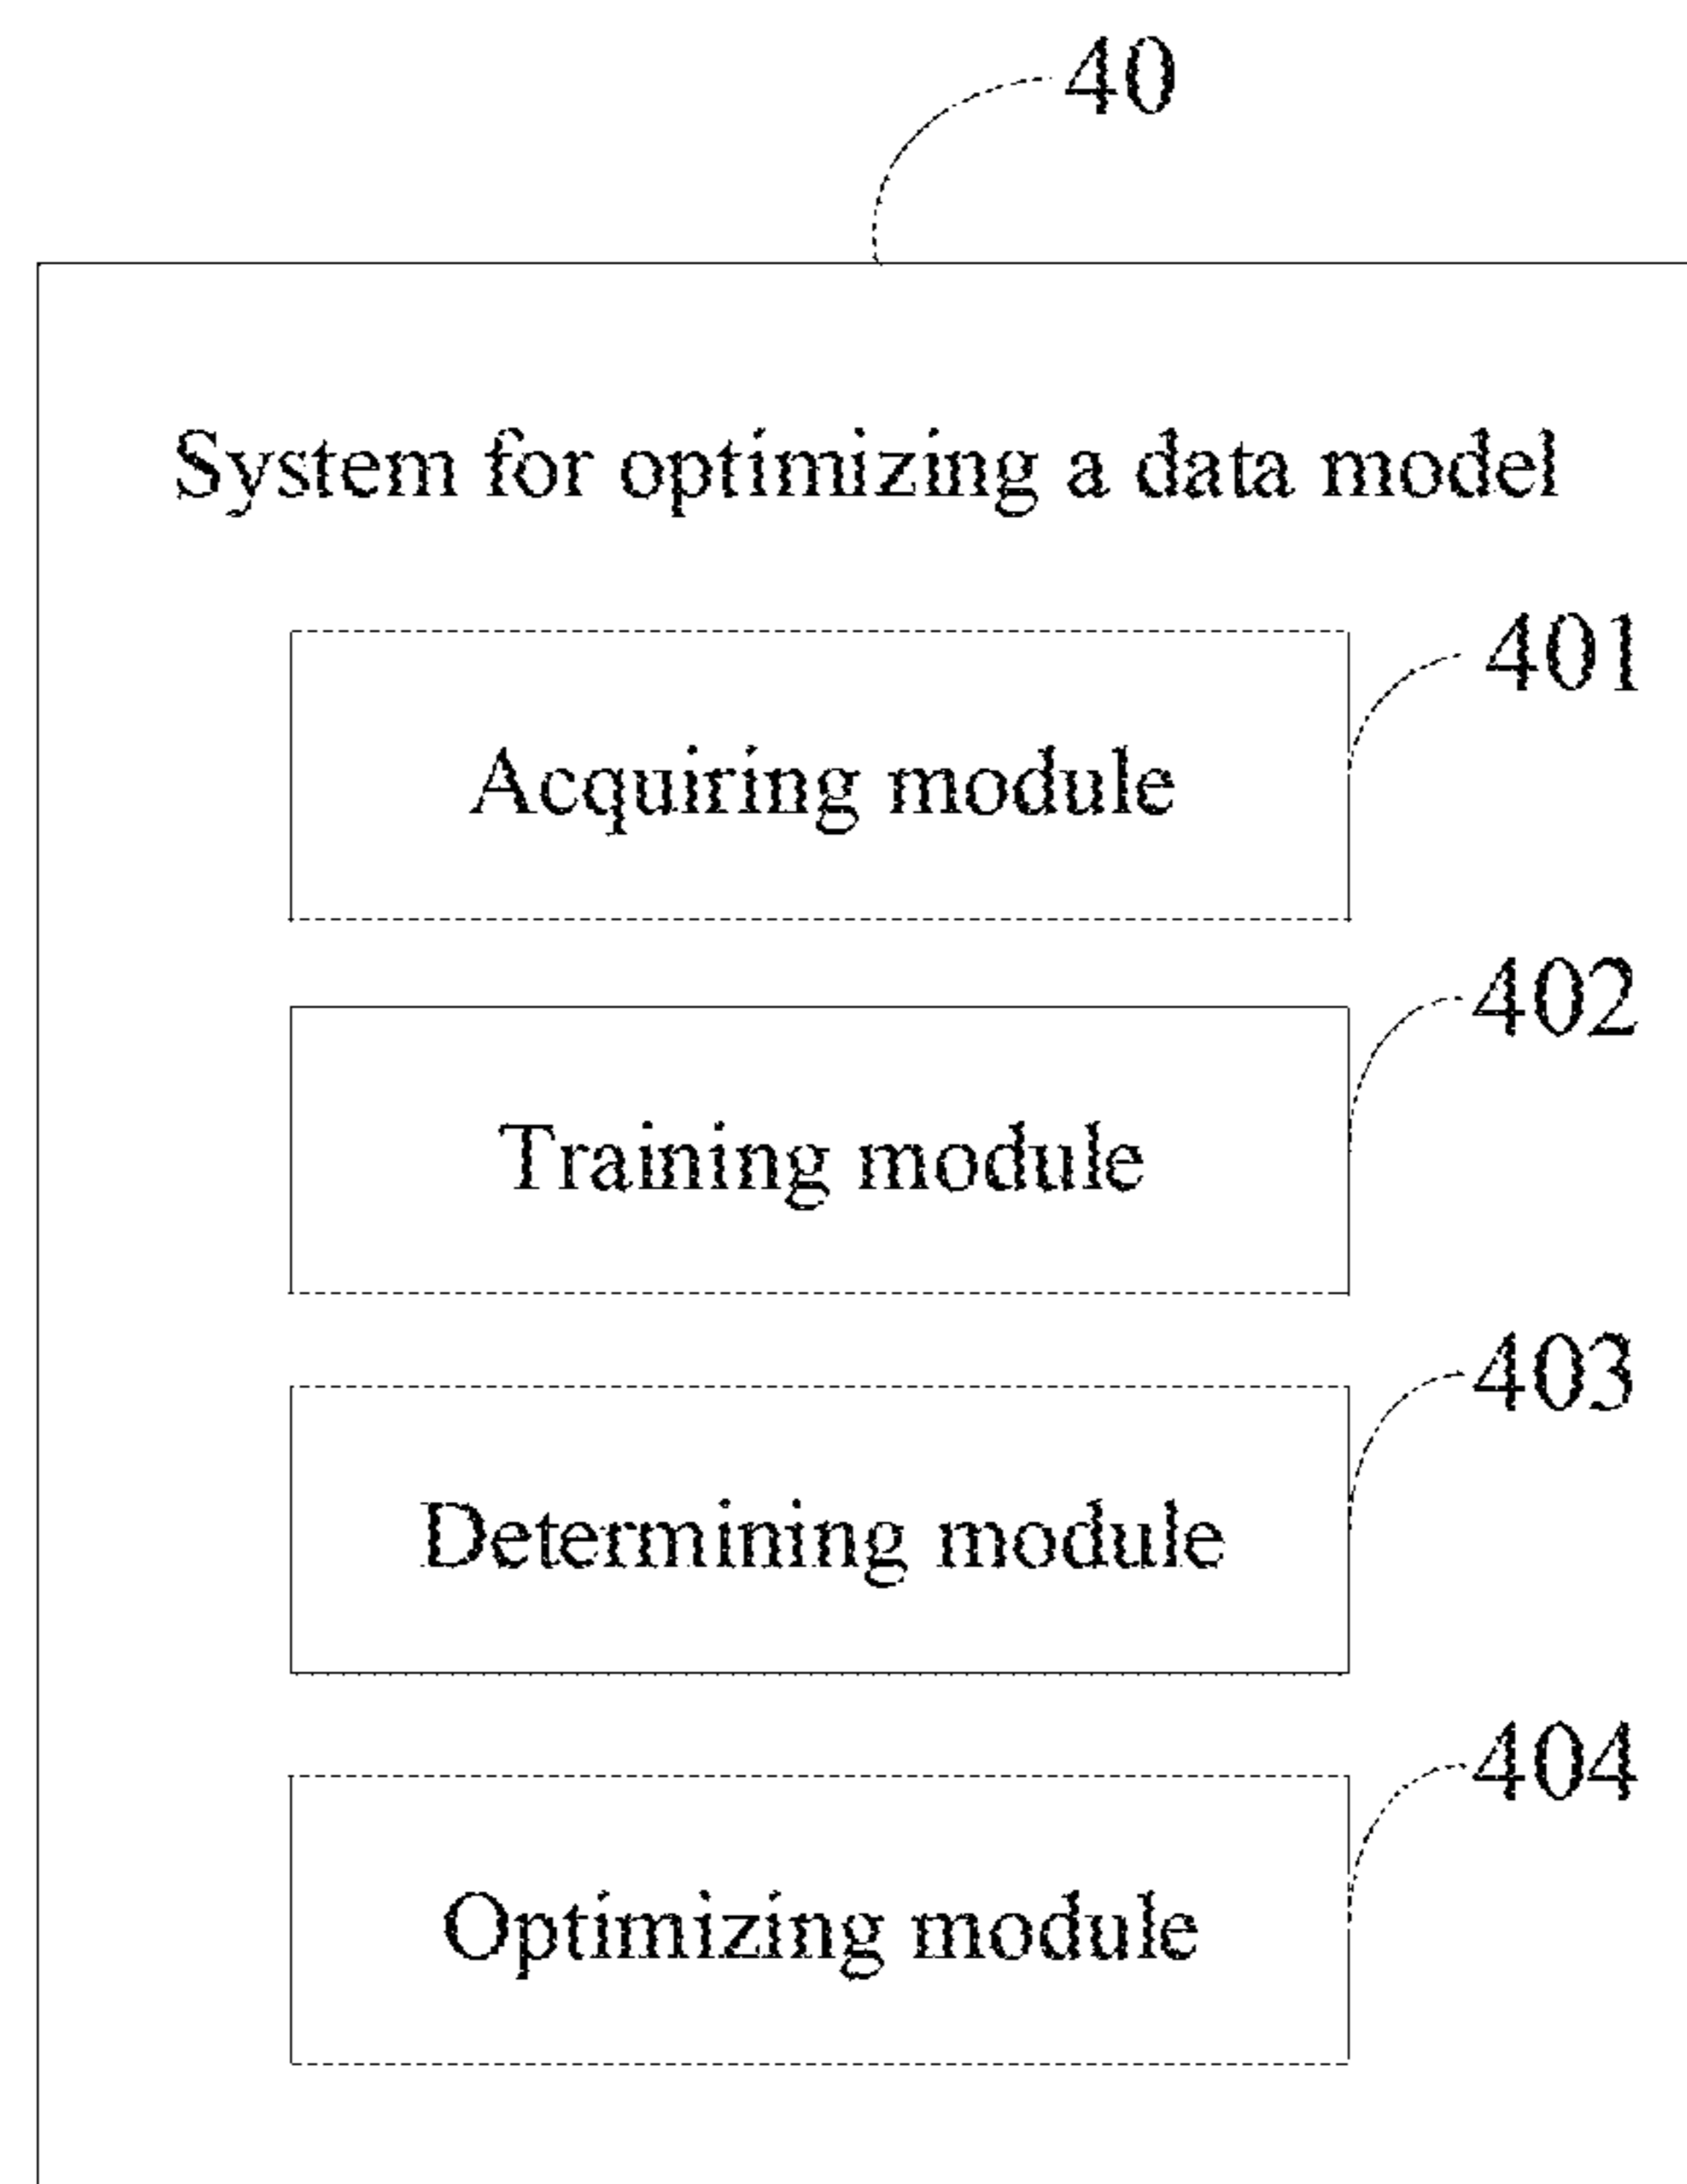 40
System for optimizing a data model
401
Acquiring module
402
Training module
403
Determining module
404
Optimizing module